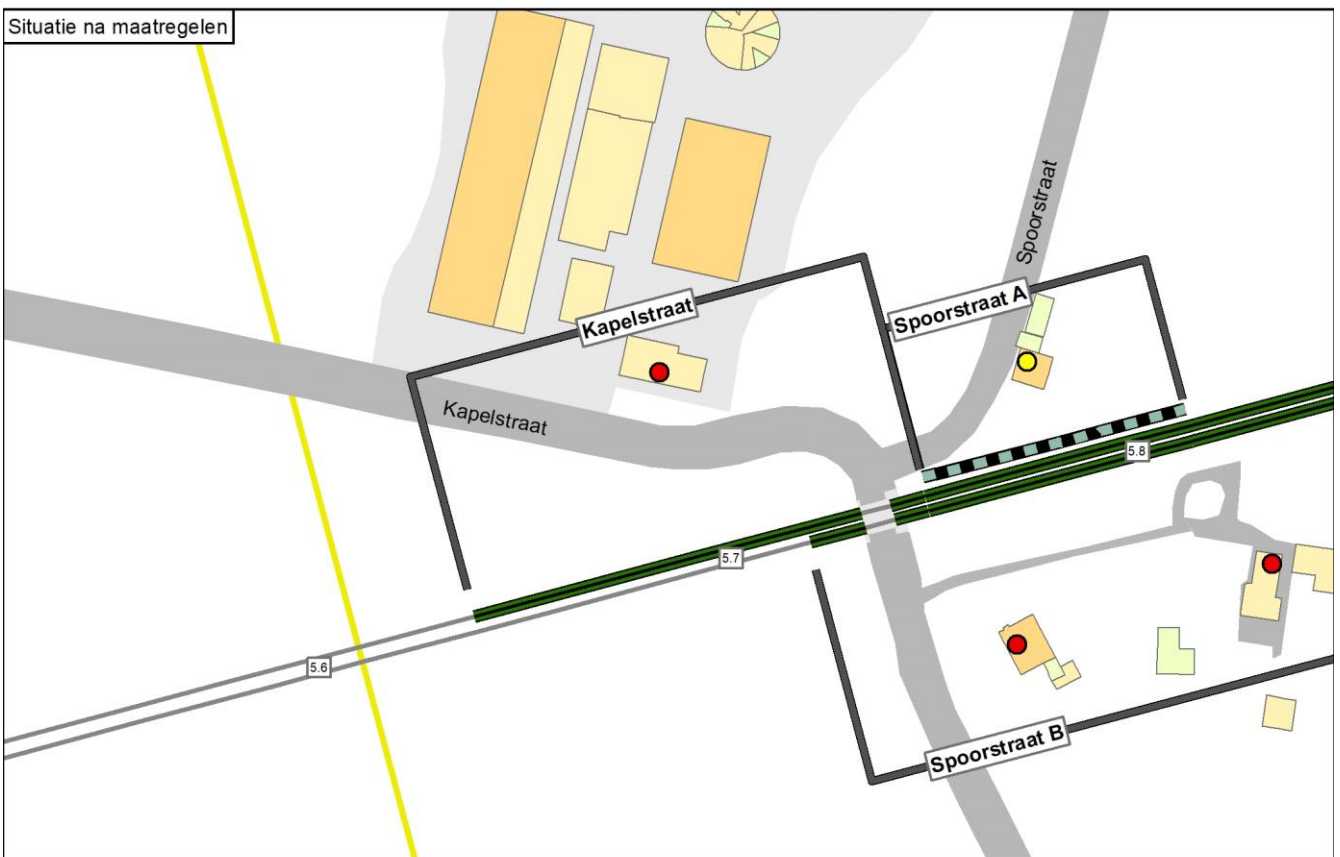 Situatie na maatregelen
Spoorstraat
Kapelstraat
Spoorstraat A
Kapelstraat
5.8
5.7
5.6
Spoorstraat B